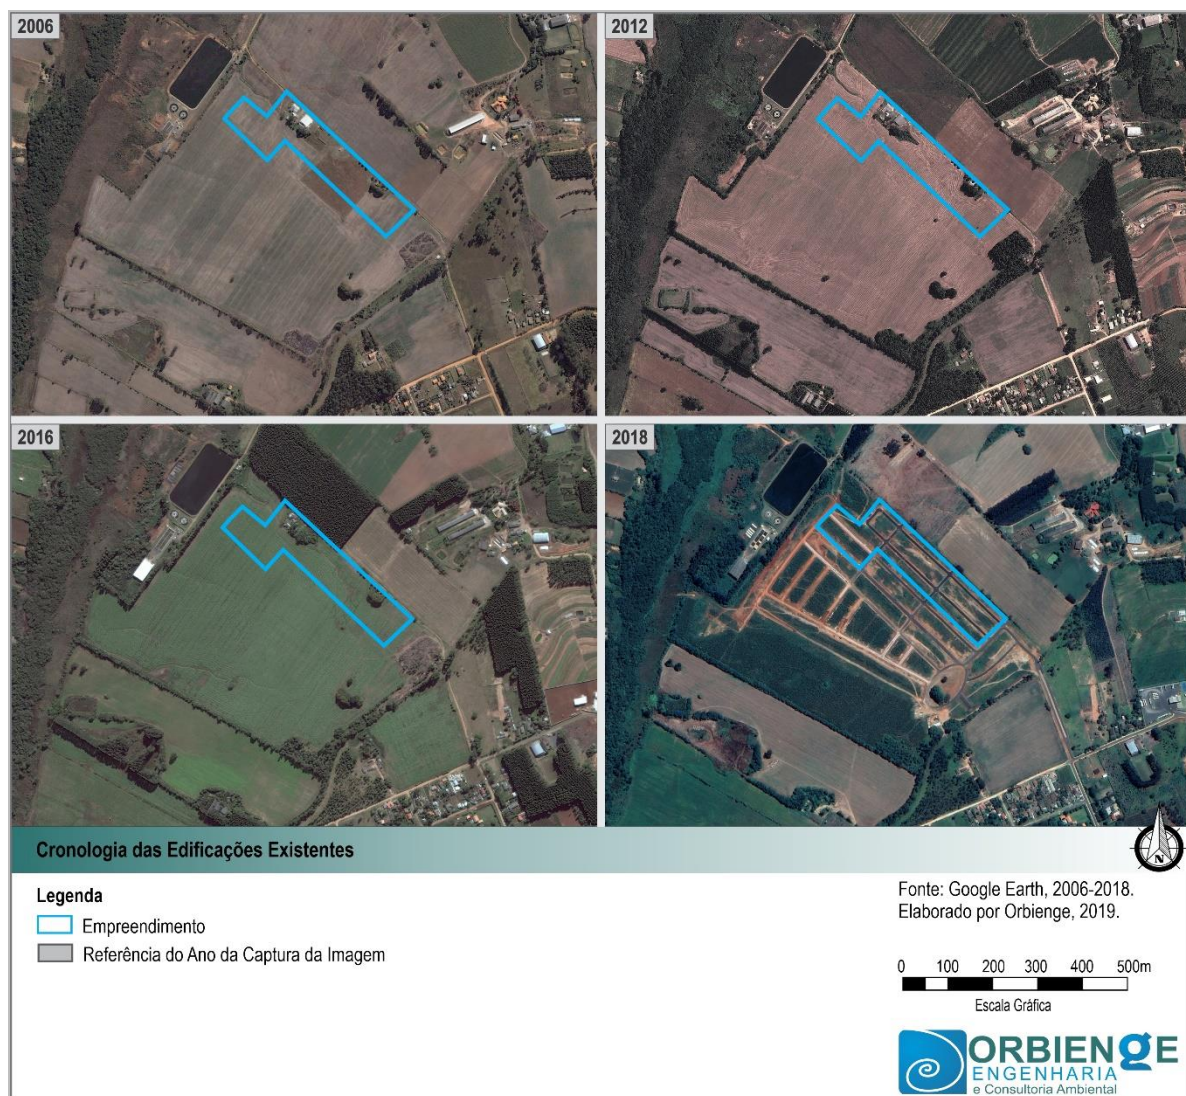 2006
2012
2016
2018
Cronologia das Edificações Existentes
N
Legenda
Empreendimento
Referência do Ano da Captura da Imagem
Fonte: Google Earth, 2006-2018.
Elaborado por Orbienge, 2019.
0 100 200 300 400 500m
Escala Gráfica
ORBIENGE
ENGENHARIA
e Consultoria Ambiental